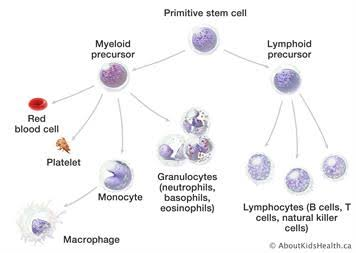 Primitive stem cell
Myeloid
precursor
Lymphoid
precursor
Red
blood cell
Platelet
Monocyte
Granulocytes
(neutrophils,
basophils,
eosinophils)
Lymphocytes (B cells, T
cells, natural killer
cells)
Macrophage
© AboutKidsHealth.ca